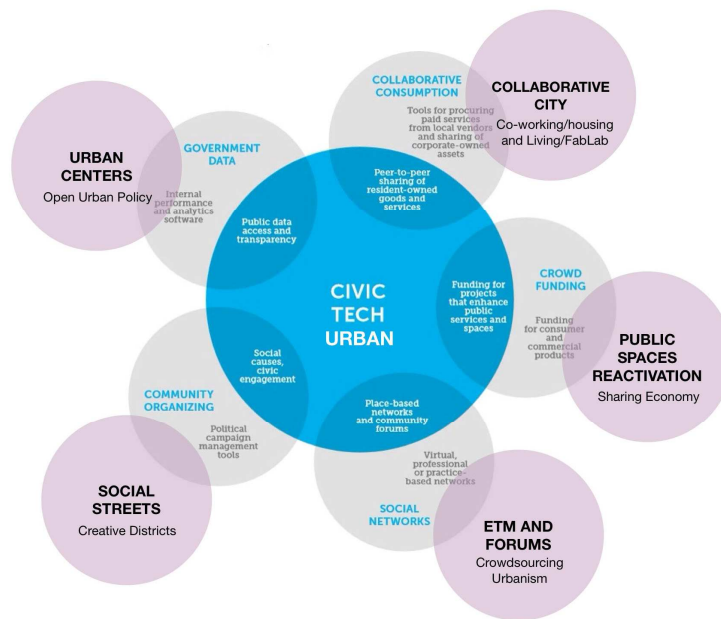 COLLABORATIVE
CONSUMPTION
Tools for procuring
paid services
from local vendors
and sharing of
corporate-owned
assets
COLLABORATIVE
CITY
Co-working/housing
and Living/FabLab
URBAN
CENTERS
Open Urban Policy
GOVERNMENT
DATA
Internal
performance
and analytics
software
Public data
access and
transparency
Peer-to-peer
sharing of
resident-owned
goods and
services
CIVIC
TECH
URBAN
Funding for
projects
that enhance
public
services and
spaces
CROWD
FUNDING
Funding
for consumer
and
commercial
products
PUBLIC
SPACES
REACTIVATION
Sharing Economy
Social
causes,
civic
engagement
COMMUNITY
ORGANIZING
Political
campaign
management
tools
SOCIAL
STREETS
Creative Districts
Place-based
networks
and community
forums
Virtual,
professional
or practice-
based networks
SOCIAL
NETWORKS
ETM AND
FORUMS
Crowdsourcing
Urbanism